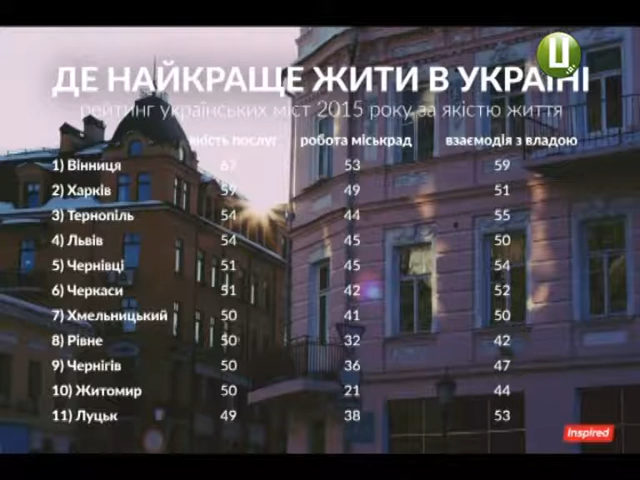 ДЕ НАЙКРАЩЕ ЖИТИ В УКРАЇНІ
рейтинг українських міст 2015 року за якістю життя
якість послуг робота міськрад взаємодія з владою
1) Вінниця 67 53 59
2) Харків 59 49 51
3) Тернопіль 54 44 55
4) Львів 54 45 50
5) Чернівці 51 45 54
6) Черкаси 51 42 52
7) Хмельницький 50 41 50
8) Рівне 50 32 42
9) Чернігів 50 36 47
10) Житомир 50 21 44
11) Луцьк 49 38 53
Inspired